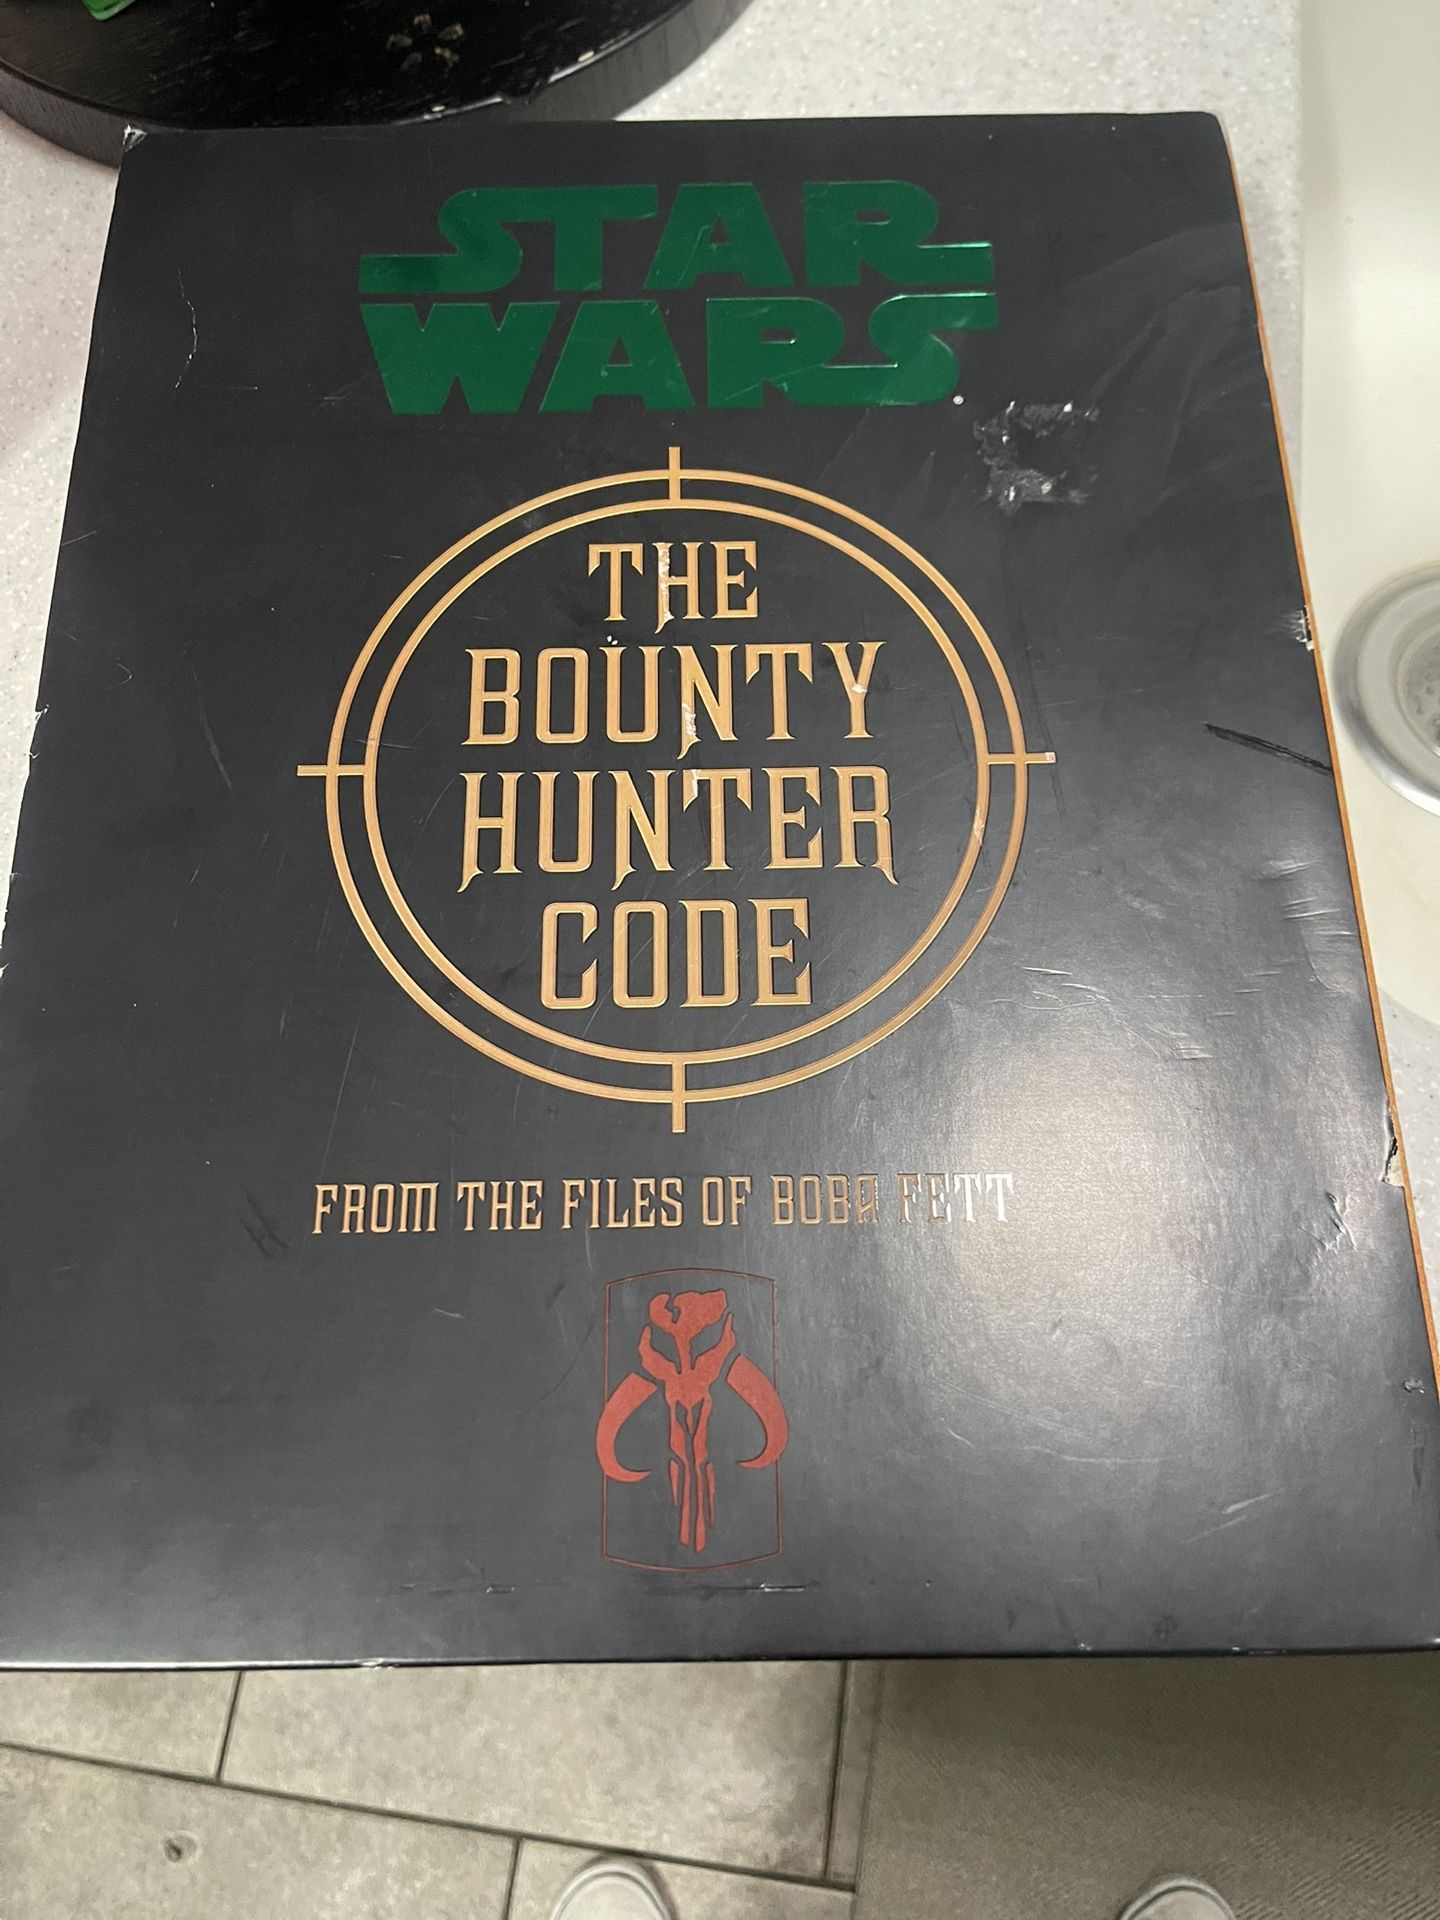 STAR
WARS
THE
BOUNTY
HUNTER
CODE
FROM THE FILES OF BOBA FETT